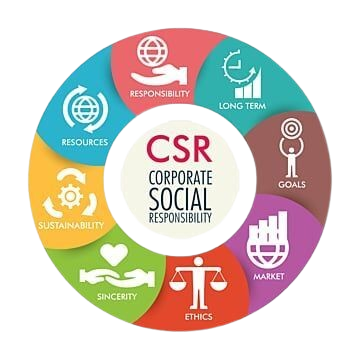 RESPONSIBILITY
LONG TERM
GOALS
MARKET
ETHICS
SINCERITY
SUSTAINABILITY
RESOURCES
CSR
CORPORATE
SOCIAL
RESPONSIBILITY